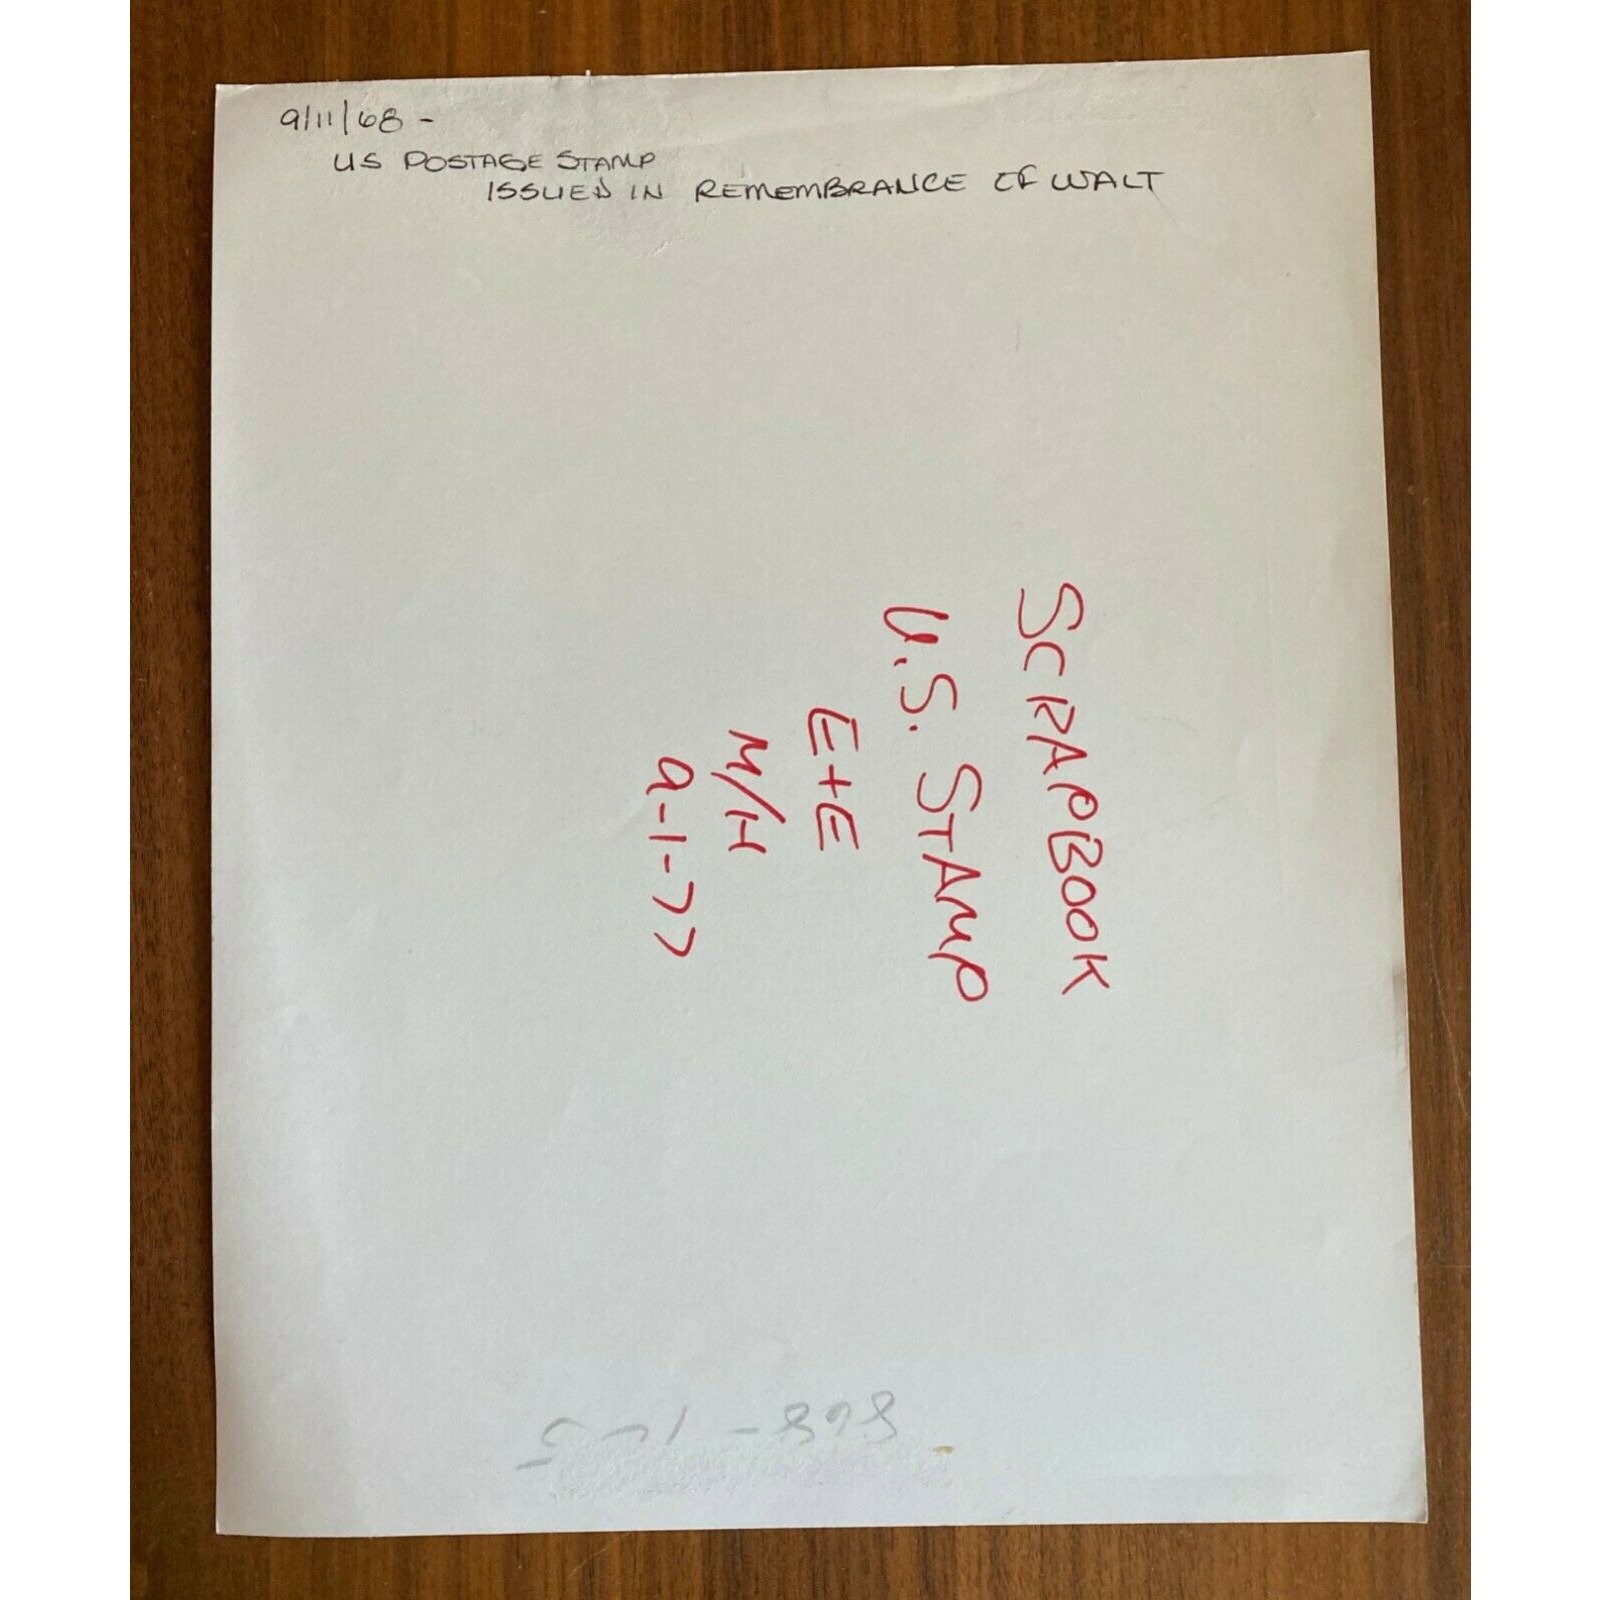 9/11/68 -
US POSTAGE STAMP
ISSUED IN REMEMBRANCE OF WALT
SCRAPBOOK
U.S. STAMP
E+E
M/H
9-1-77